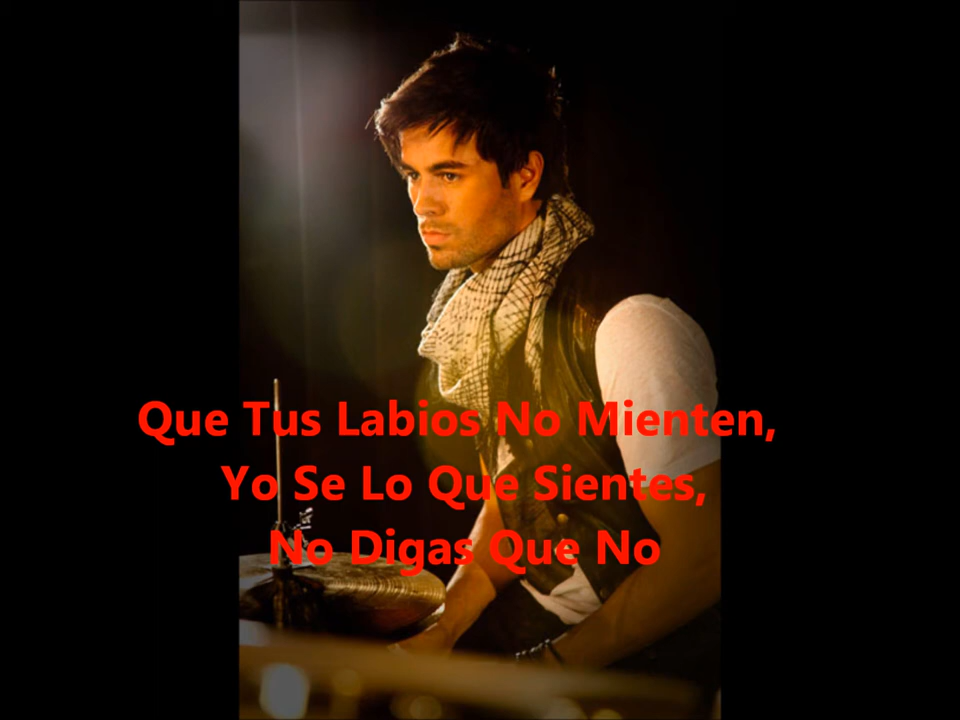 Que Tus Labios No Mienten,
Yo Se Lo Que Sientes,
No Digas Que No